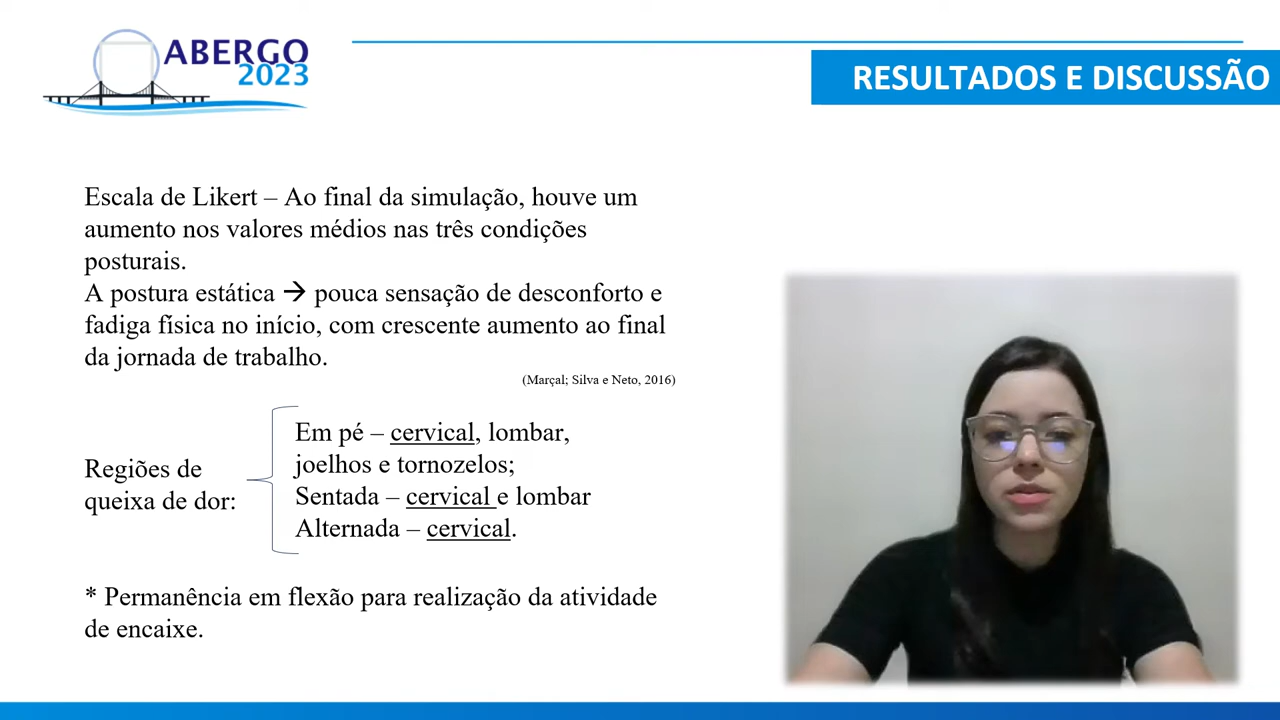 ABERGO
2023
RESULTADOS E DISCUSSÃO
Escala de Likert – Ao final da simulação, houve um
aumento nos valores médios nas três condições
posturais.
A postura estática → pouca sensação de desconforto e
fadiga física no início, com crescente aumento ao final
da jornada de trabalho.
(Marçal; Silva e Neto, 2016)
Regiões de
queixa de dor:
Em pé – cervical, lombar,
joelhos e tornozelos;
Sentada – cervical e lombar
Alternada – cervical.
* Permanência em flexão para realização da atividade
de encaixe.